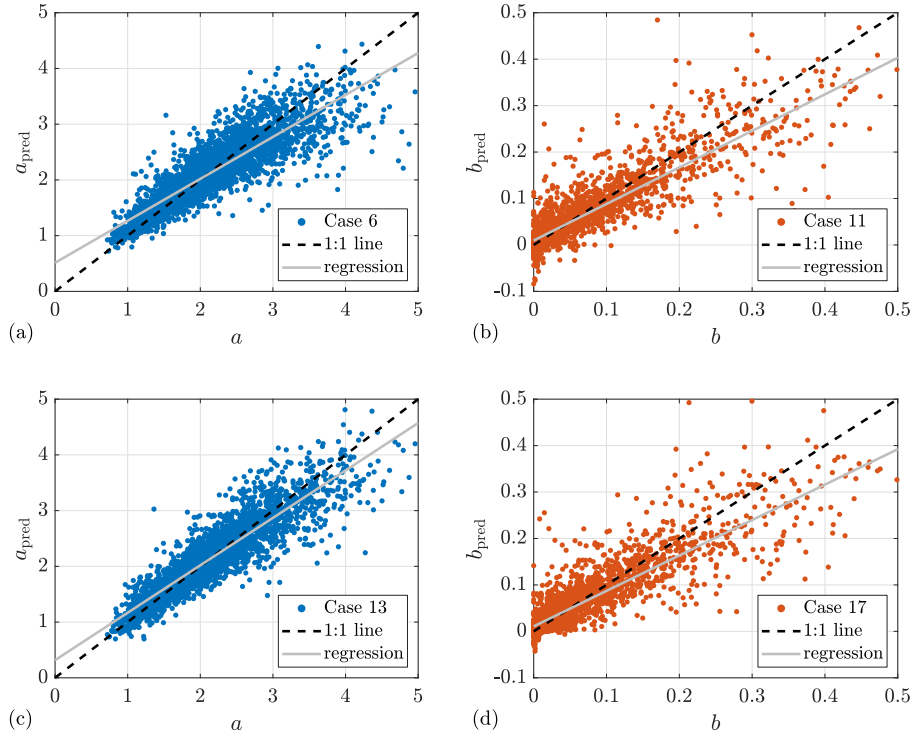 5
4
3
2
1
0
a_pred
0 1 2 3 4 5
a
Case 6
1:1 line
regression
(a)
0.5
0.4
0.3
0.2
0.1
0
-0.1
b_pred
0 0.1 0.2 0.3 0.4 0.5
b
Case 11
1:1 line
regression
(b)
5
4
3
2
1
0
a_pred
0 1 2 3 4 5
a
Case 13
1:1 line
regression
(c)
0.5
0.4
0.3
0.2
0.1
0
-0.1
b_pred
0 0.1 0.2 0.3 0.4 0.5
b
Case 17
1:1 line
regression
(d)